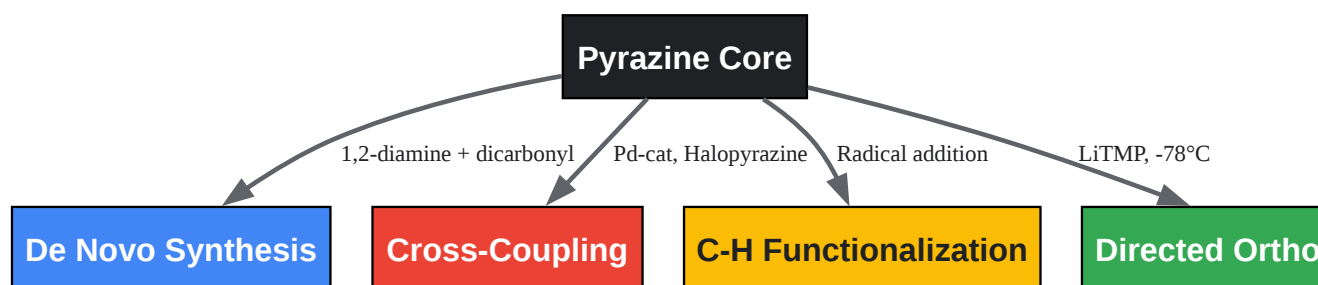 Pyrazine Core
1,2-diamine + dicarbonyl
Pd-cat, Halopyrazine
Radical addition
LiTMP, -78°C
De Novo Synthesis
Cross-Coupling
C-H Functionalization
Directed Ortho